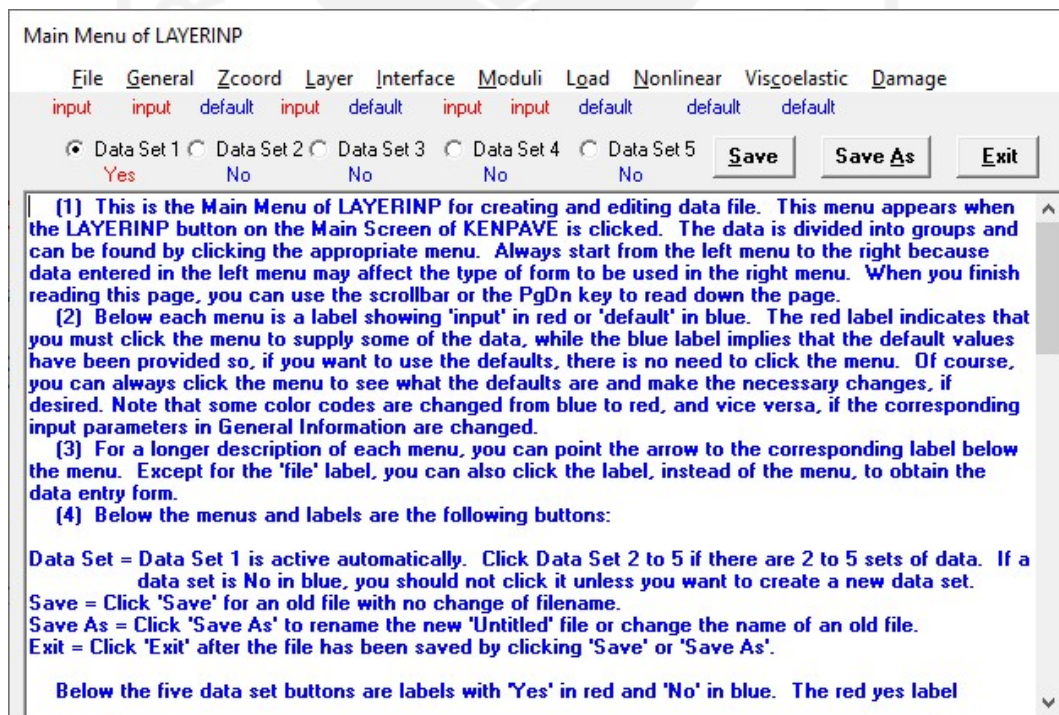 Main Menu of LAYERINP
File General Zcoord Layer Interface Moduli Load Nonlinear Viscoelastic Damage
input input default input default input input default default default
Data Set 1 Data Set 2 Data Set 3 Data Set 4 Data Set 5 Save Save As Exit
Yes No No No No
(1) This is the Main Menu of LAYERINP for creating and editing data file. This menu appears when
the LAYERINP button on the Main Screen of KENPAVE is clicked. The data is divided into groups and
can be found by clicking the appropriate menu. Always start from the left menu to the right because
data entered in the left menu may affect the type of form to be used in the right menu. When you finish
reading this page, you can use the scrollbar or the PgDn key to read down the page.
(2) Below each menu is a label showing 'input' in red or 'default' in blue. The red label indicates that
you must click the menu to supply some of the data, while the blue label implies that the default values
have been provided so, if you want to use the defaults, there is no need to click the menu. Of course,
you can always click the menu to see what the defaults are and make the necessary changes, if
desired. Note that some color codes are changed from blue to red, and vice versa, if the corresponding
input parameters in General Information are changed.
(3) For a longer description of each menu, you can point the arrow to the corresponding label below
the menu. Except for the 'file' label, you can also click the label, instead of the menu, to obtain the
data entry form.
(4) Below the menus and labels are the following buttons:
Data Set = Data Set 1 is active automatically. Click Data Set 2 to 5 if there are 2 to 5 sets of data. If a
data set is No in blue, you should not click it unless you want to create a new data set.
Save = Click 'Save' for an old file with no change of filename.
Save As = Click 'Save As' to rename the new 'Untitled' file or change the name of an old file.
Exit = Click 'Exit' after the file has been saved by clicking 'Save' or 'Save As'.
Below the five data set buttons are labels with 'Yes' in red and 'No' in blue. The red yes label